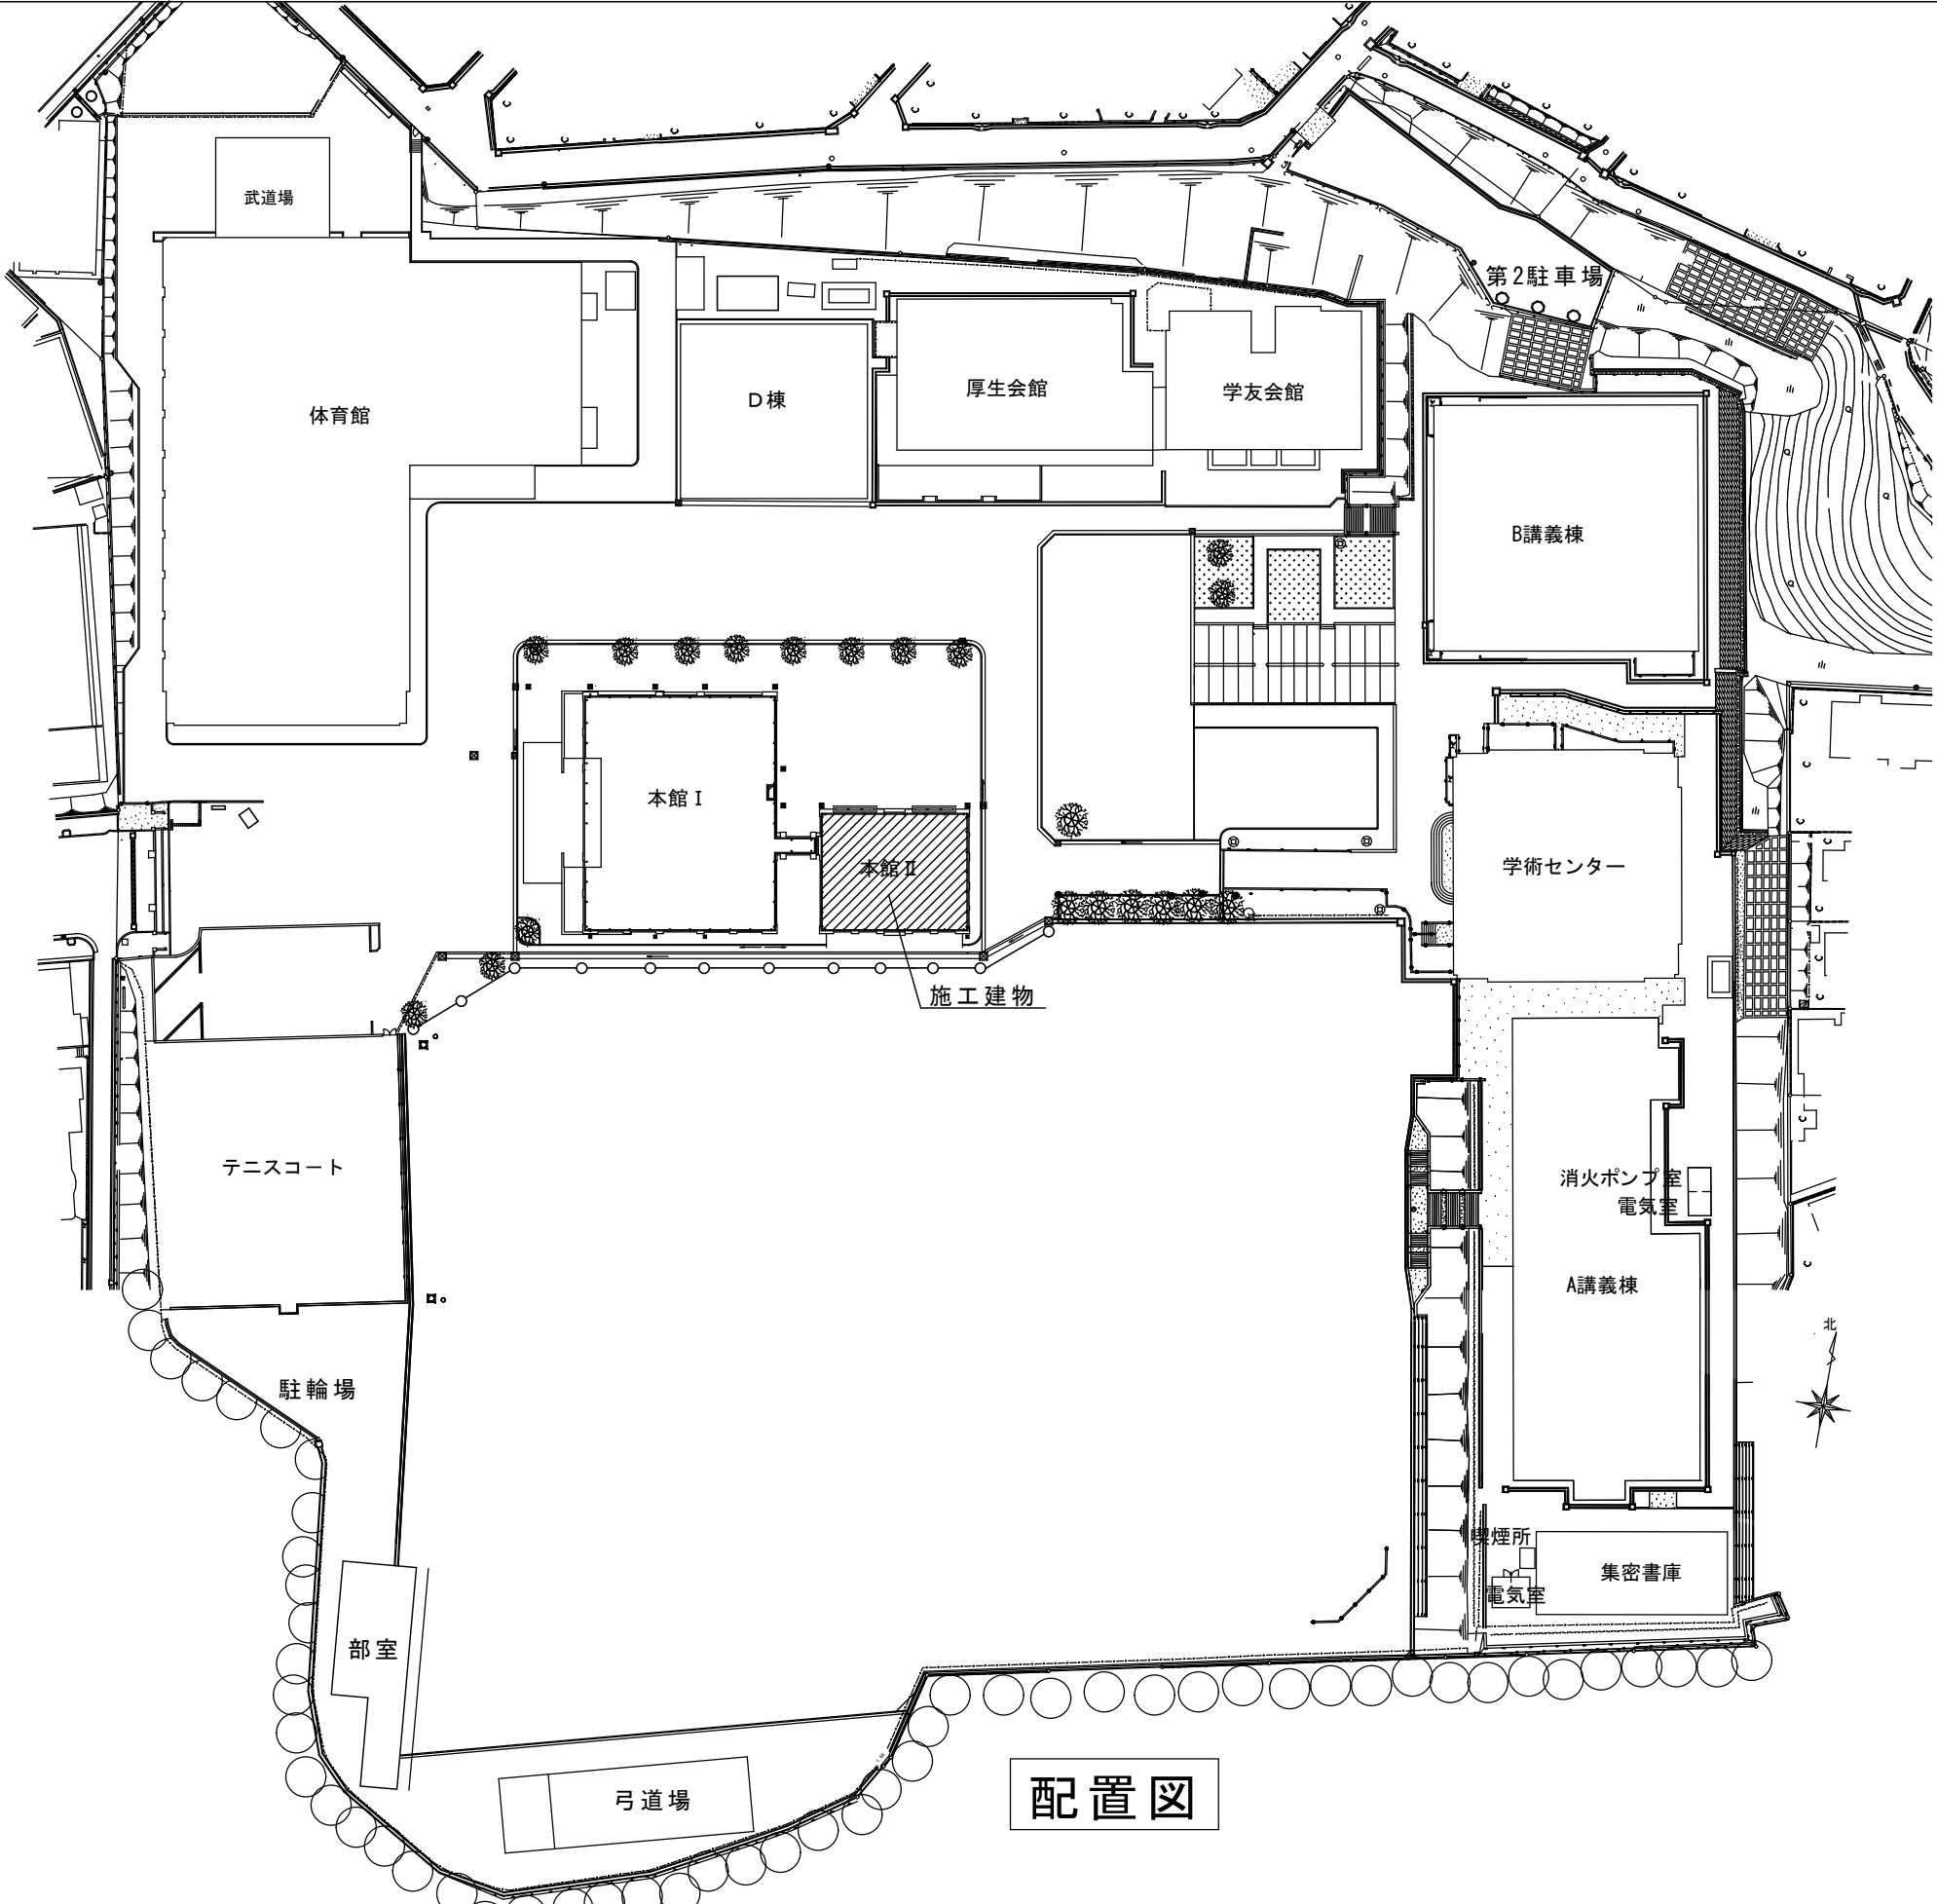 武道場
第2駐車場
体育館
D棟
厚生会館
学友会館
B講義棟
本館Ⅰ
本館Ⅱ
学術センター
施工建物
テニスコート
消火ポンプ室
電気室
A講義棟
北
駐輪場
喫煙所
集密書庫
電気室
部室
弓道場
配置図